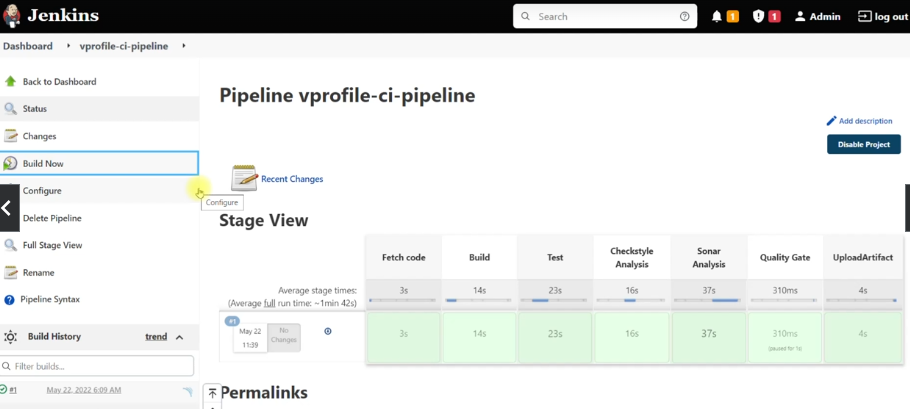 Jenkins
Search
1
1
Admin
log out
Dashboard
vprofile-ci-pipeline
Back to Dashboard
Status
Changes
Build Now
Configure
Delete Pipeline
Full Stage View
Rename
Pipeline Syntax
Build History
trend
Filter builds...
#1
May 22, 2022 6:09 AM
Pipeline vprofile-ci-pipeline
Add description
Disable Project
Recent Changes
Configure
Stage View
Fetch code Build Test Checkstyle Analysis Sonar Analysis Quality Gate UploadArtifact
Average stage times:
3s 14s 23s 16s 37s 310ms 4s
(Average full run time: ~1min 42s)
#1
May 22
11:39
No Changes
3s 14s 23s 16s 37s 310ms 4s
(paused for 1s)
Permalinks